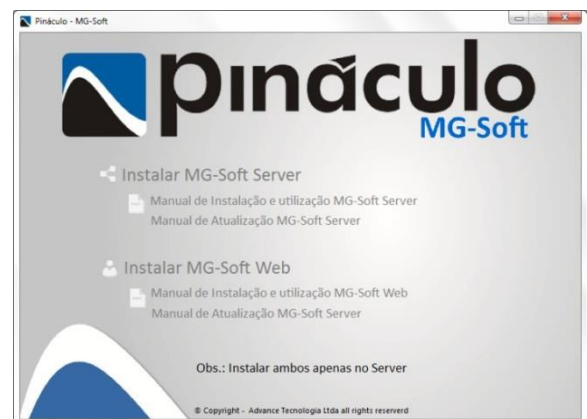 Pináculo - MG-Soft
pináculo
MG-Soft
Instalar MG-Soft Server
Manual de Instalação e utilização MG-Soft Server
Manual de Atualização MG-Soft Server
Instalar MG-Soft Web
Manual de Instalação e utilização MG-Soft Web
Manual de Atualização MG-Soft Server
Obs.: Instalar ambos apenas no Server
© Copyright - Advance Tecnologia Ltda all rights reserverd